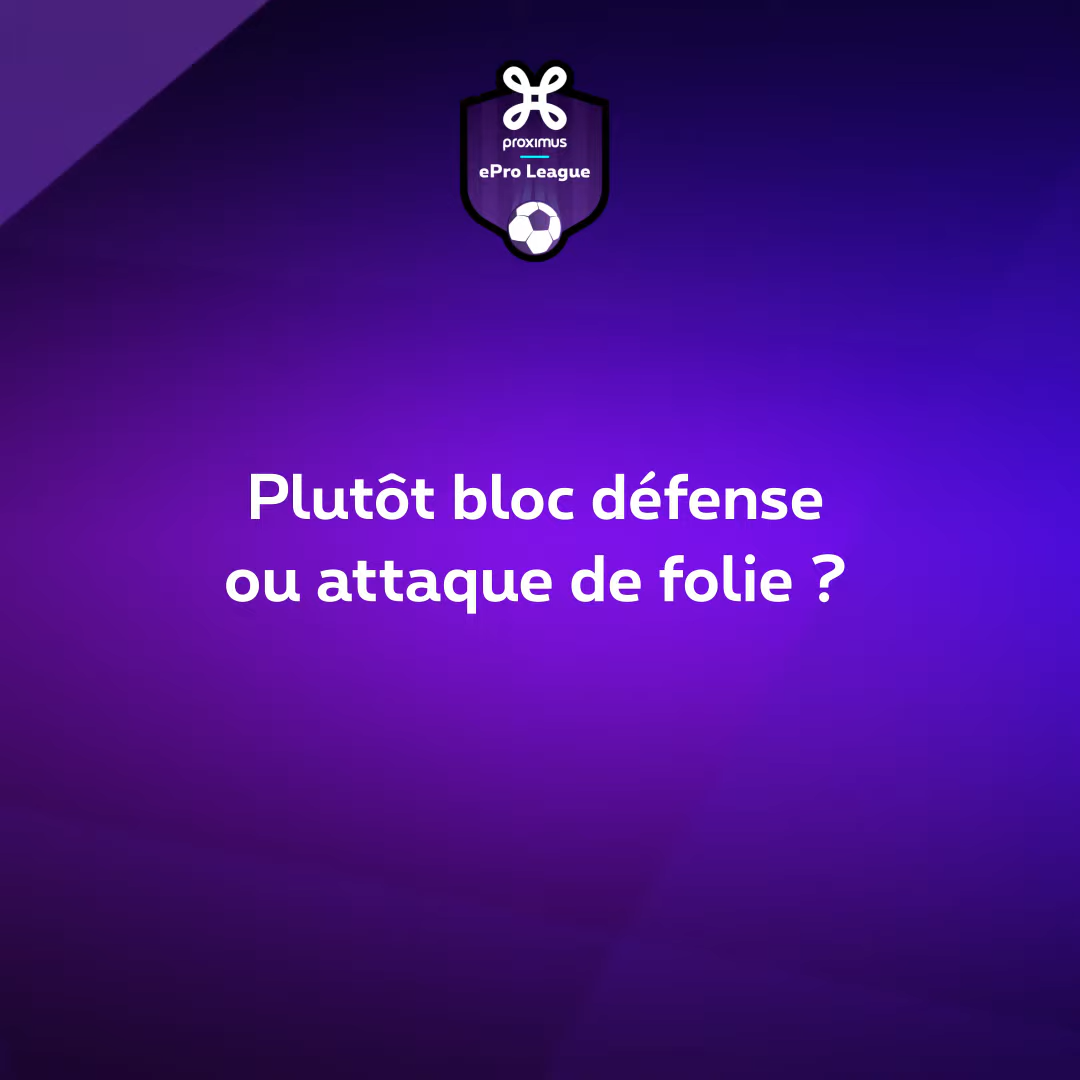 proximus
ePro League
Plutôt bloc défense
ou attaque de folie ?